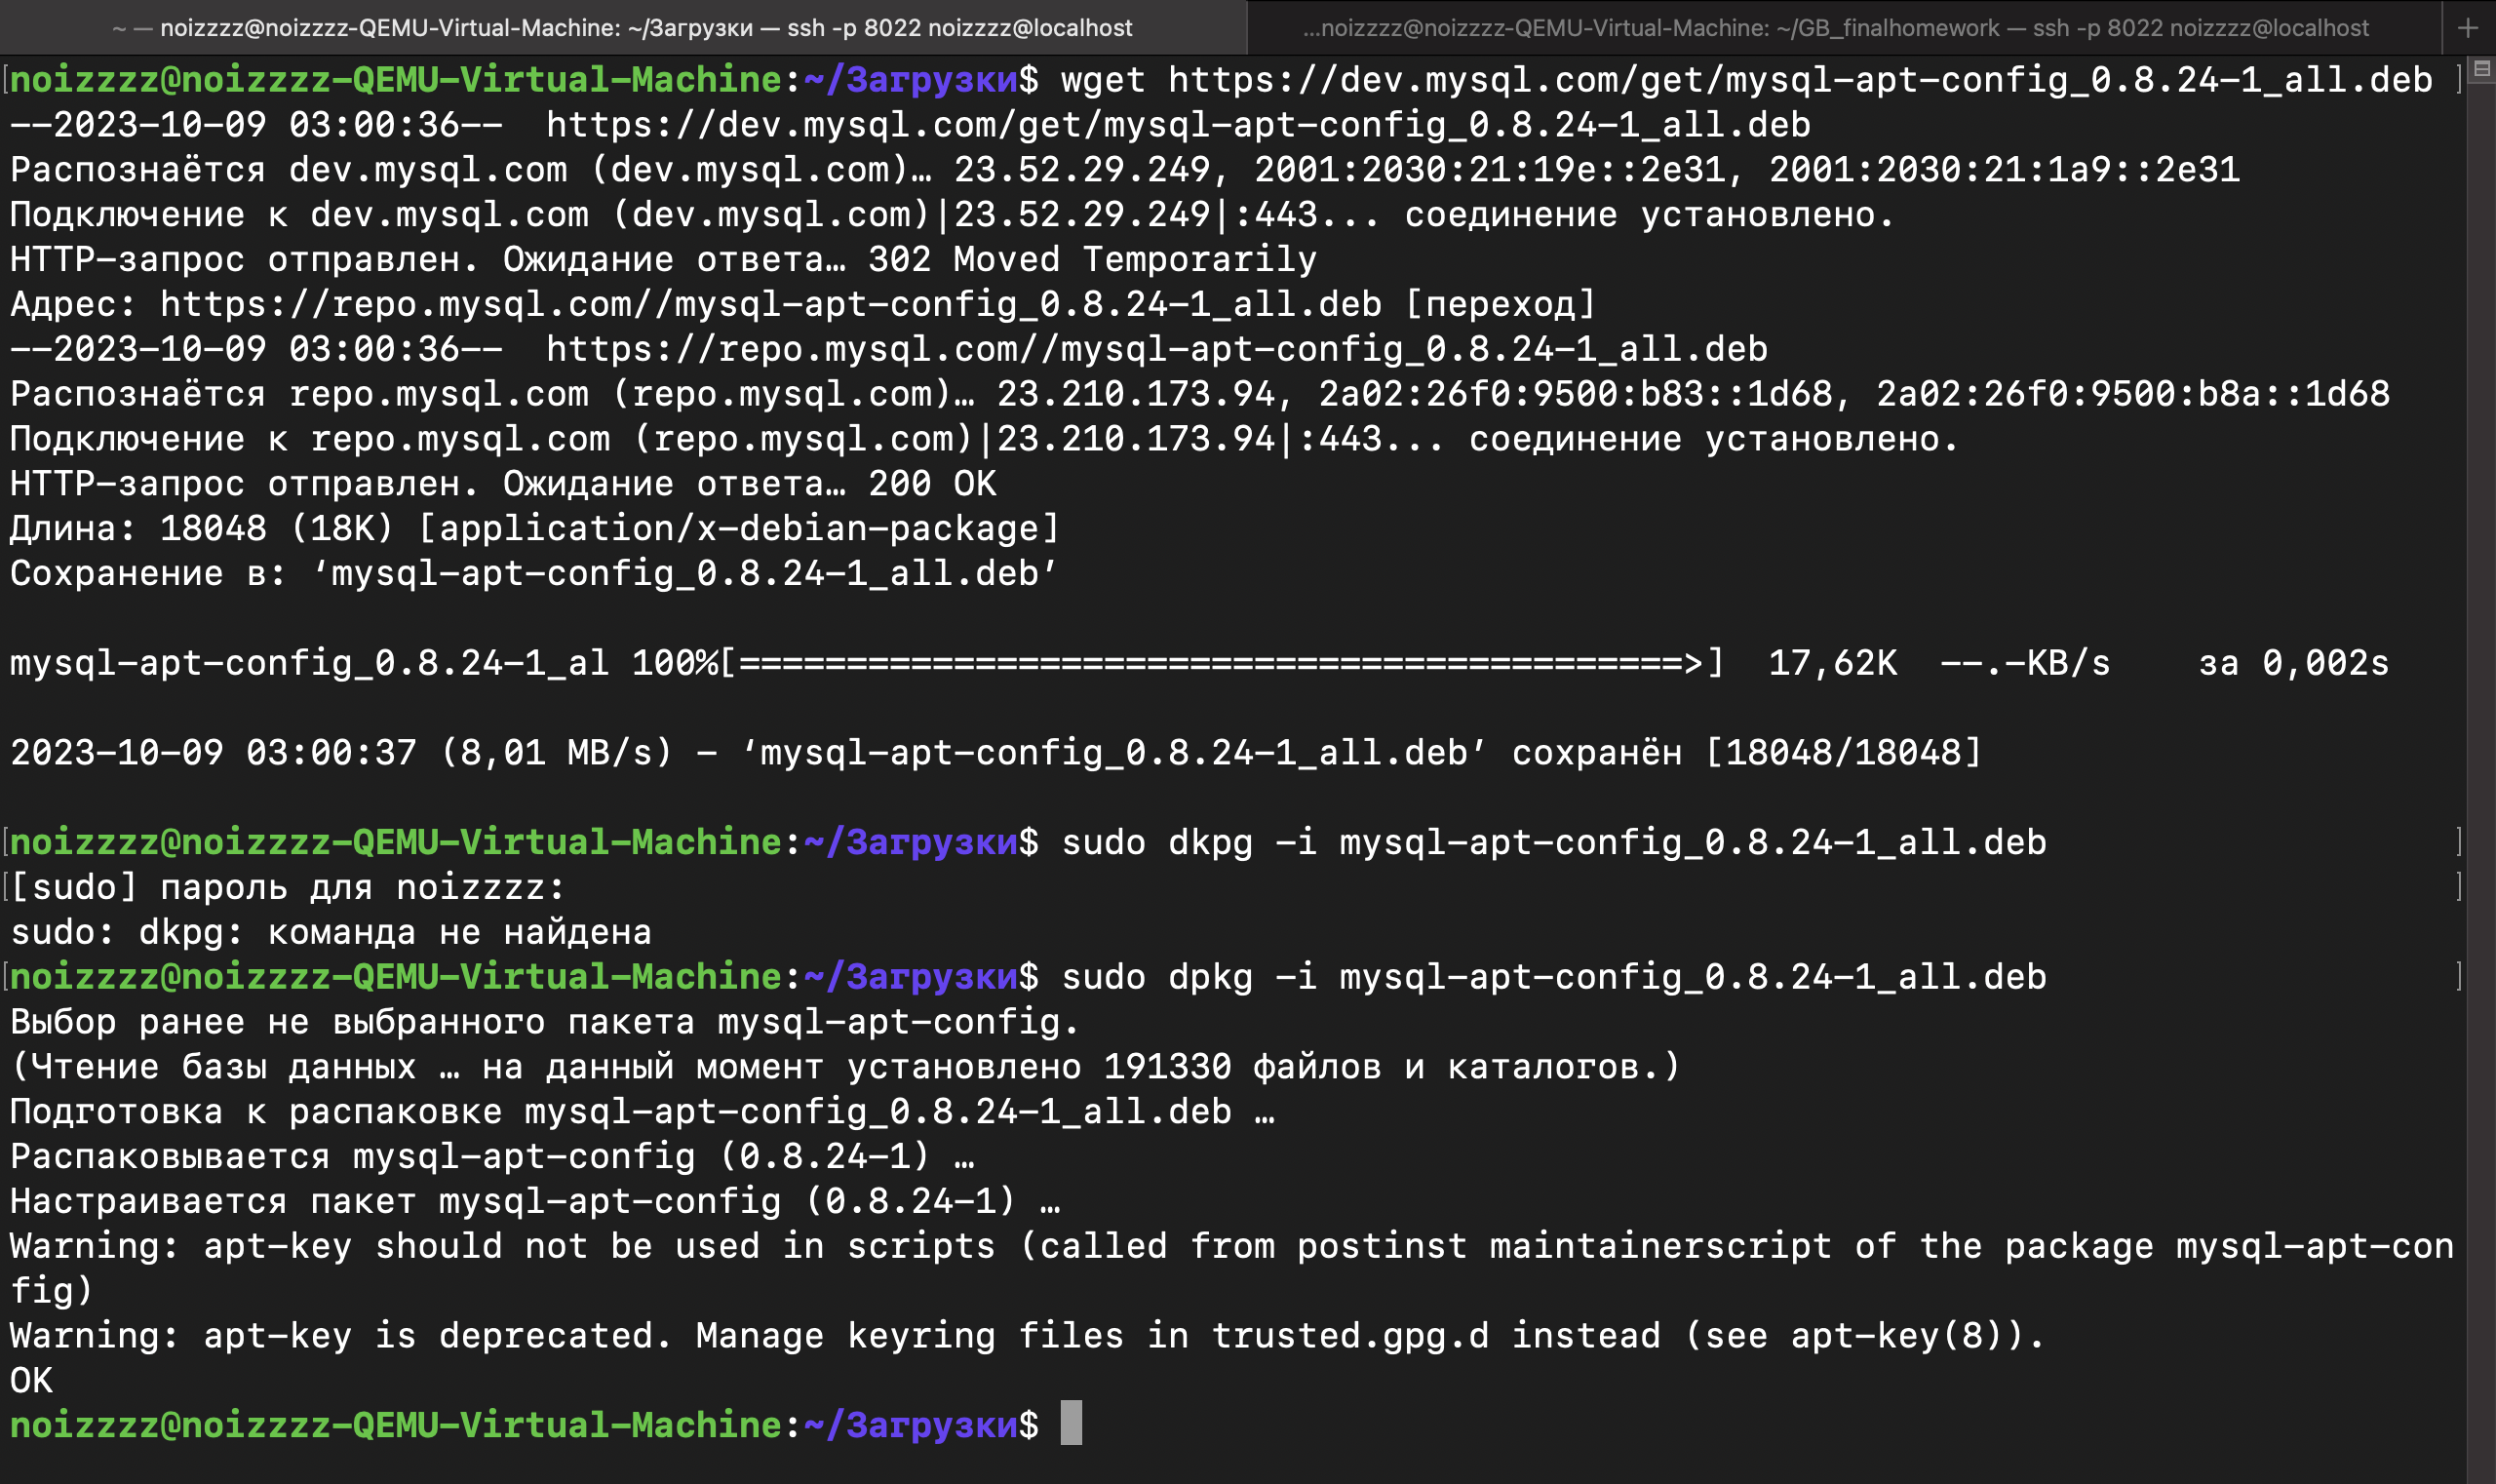 ~ — noizzzz@noizzzz-QEMU-Virtual-Machine: ~/Загрузки — ssh -p 8022 noizzzz@localhost
...noizzzz@noizzzz-QEMU-Virtual-Machine: ~/GB_finalhomework — ssh -p 8022 noizzzz@localhost +
[noizzzz@noizzzz-QEMU-Virtual-Machine:~/Загрузки$ wget https://dev.mysql.com/get/mysql-apt-config_0.8.24-1_all.deb ]
--2023-10-09 03:00:36--  https://dev.mysql.com/get/mysql-apt-config_0.8.24-1_all.deb
Распознаётся dev.mysql.com (dev.mysql.com)… 23.52.29.249, 2001:2030:21:19e::2e31, 2001:2030:21:1a9::2e31
Подключение к dev.mysql.com (dev.mysql.com)|23.52.29.249|:443... соединение установлено.
HTTP-запрос отправлен. Ожидание ответа… 302 Moved Temporarily
Адрес: https://repo.mysql.com//mysql-apt-config_0.8.24-1_all.deb [переход]
--2023-10-09 03:00:36--  https://repo.mysql.com//mysql-apt-config_0.8.24-1_all.deb
Распознаётся repo.mysql.com (repo.mysql.com)… 23.210.173.94, 2a02:26f0:9500:b83::1d68, 2a02:26f0:9500:b8a::1d68
Подключение к repo.mysql.com (repo.mysql.com)|23.210.173.94|:443... соединение установлено.
HTTP-запрос отправлен. Ожидание ответа… 200 OK
Длина: 18048 (18K) [application/x-debian-package]
Сохранение в: ‘mysql-apt-config_0.8.24-1_all.deb’
mysql-apt-config_0.8.24-1_al 100%[============================================>]  17,62K  --.-KB/s    за 0,002s
2023-10-09 03:00:37 (8,01 MB/s) - ‘mysql-apt-config_0.8.24-1_all.deb’ сохранён [18048/18048]
[noizzzz@noizzzz-QEMU-Virtual-Machine:~/Загрузки$ sudo dkpg -i mysql-apt-config_0.8.24-1_all.deb ]
[[sudo] пароль для noizzzz: ]
sudo: dkpg: команда не найдена
[noizzzz@noizzzz-QEMU-Virtual-Machine:~/Загрузки$ sudo dpkg -i mysql-apt-config_0.8.24-1_all.deb ]
Выбор ранее не выбранного пакета mysql-apt-config.
(Чтение базы данных … на данный момент установлено 191330 файлов и каталогов.)
Подготовка к распаковке mysql-apt-config_0.8.24-1_all.deb …
Распаковывается mysql-apt-config (0.8.24-1) …
Настраивается пакет mysql-apt-config (0.8.24-1) …
Warning: apt-key should not be used in scripts (called from postinst maintainerscript of the package mysql-apt-con
fig)
Warning: apt-key is deprecated. Manage keyring files in trusted.gpg.d instead (see apt-key(8)).
OK
noizzzz@noizzzz-QEMU-Virtual-Machine:~/Загрузки$